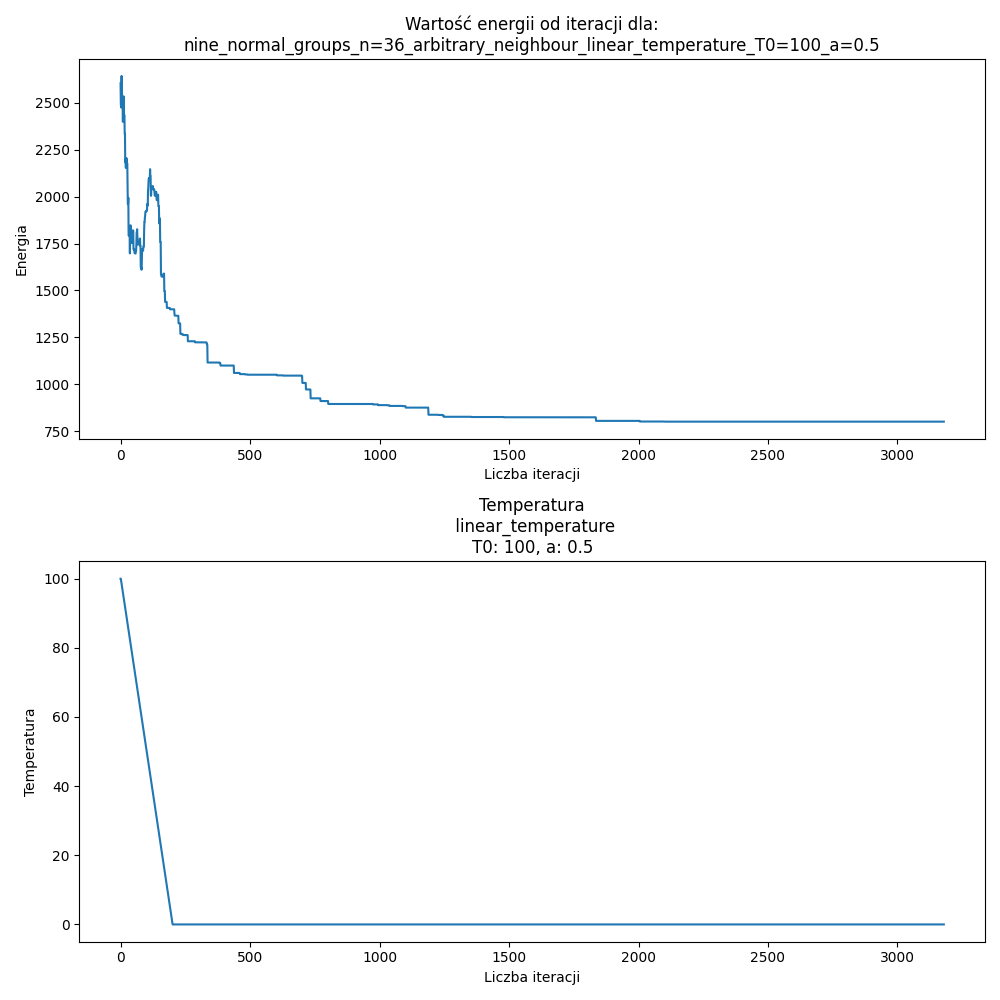 Wartość energii od iteracji dla:
nine_normal_groups_n=36_arbitrary_neighbour_linear_temperature_T0=100_a=0.5
2500
2250
2000
1750
1500
1250
1000
750
Energia
0 500 1000 1500 2000 2500 3000
Liczba iteracji
Temperatura
linear_temperature
T0: 100, a: 0.5
100
80
60
40
20
0
Temperatura
0 500 1000 1500 2000 2500 3000
Liczba iteracji